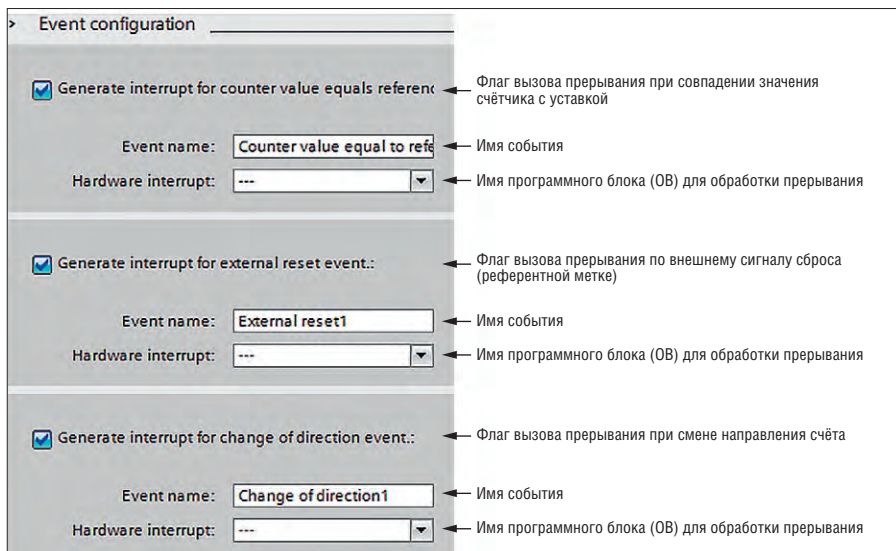 > Event configuration
Generate interrupt for counter value equals referenc
Флаг вызова прерывания при совпадении значения
счётчика с уставкой
Event name: Counter value equal to refe
Имя события
Hardware interrupt: ---
Имя программного блока (OB) для обработки прерывания
Generate interrupt for external reset event.:
Флаг вызова прерывания по внешнему сигналу сброса
(референтной метке)
Event name: External reset1
Имя события
Hardware interrupt: ---
Имя программного блока (OB) для обработки прерывания
Generate interrupt for change of direction event.:
Флаг вызова прерывания при смене направления счёта
Event name: Change of direction1
Имя события
Hardware interrupt: ---
Имя программного блока (OB) для обработки прерывания